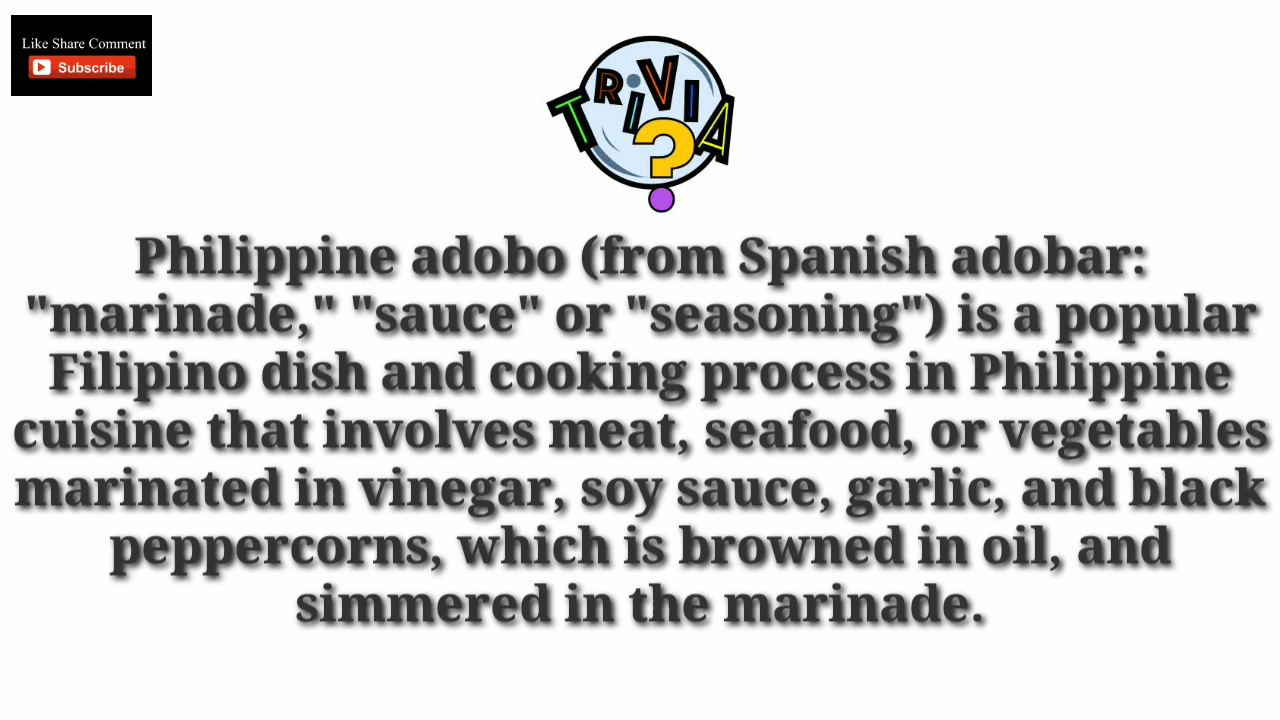 Like Share Comment
Subscribe
TRiVIA?
Philippine adobo (from Spanish adobar:
"marinade," "sauce" or "seasoning") is a popular
Filipino dish and cooking process in Philippine
cuisine that involves meat, seafood, or vegetables
marinated in vinegar, soy sauce, garlic, and black
peppercorns, which is browned in oil, and
simmered in the marinade.